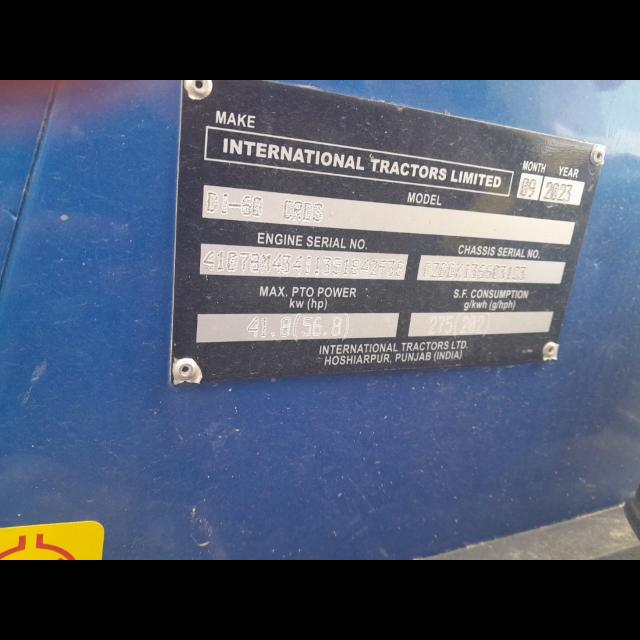 MAKE
INTERNATIONAL TRACTORS LIMITED
MONTH YEAR
09 2023
MODEL
DI-60 CRDS
ENGINE SERIAL NO.
CHASSIS SERIAL NO.
MAX. PTO POWER
kw (hp)
S.F. CONSUMPTION
g/kwh (g/hph)
41.8(56.8)
INTERNATIONAL TRACTORS LTD.
HOSHIARPUR, PUNJAB (INDIA)